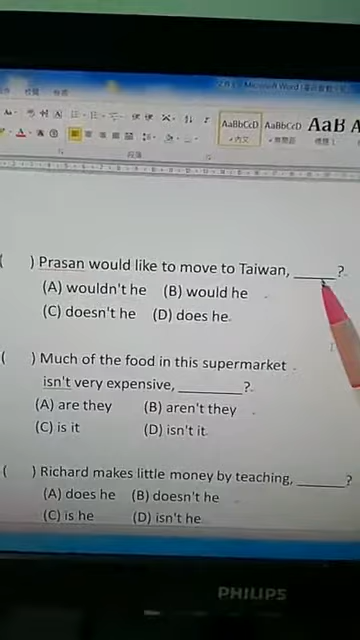 Microsoft Word
AaBbCcD AaBbCcD AaB
( ) Prasan would like to move to Taiwan, ______?
(A) wouldn't he (B) would he
(C) doesn't he (D) does he
( ) Much of the food in this supermarket
isn't very expensive, ________?
(A) are they (B) aren't they
(C) is it (D) isn't it
( ) Richard makes little money by teaching, ______?
(A) does he (B) doesn't he
(C) is he (D) isn't he
PHILIPS